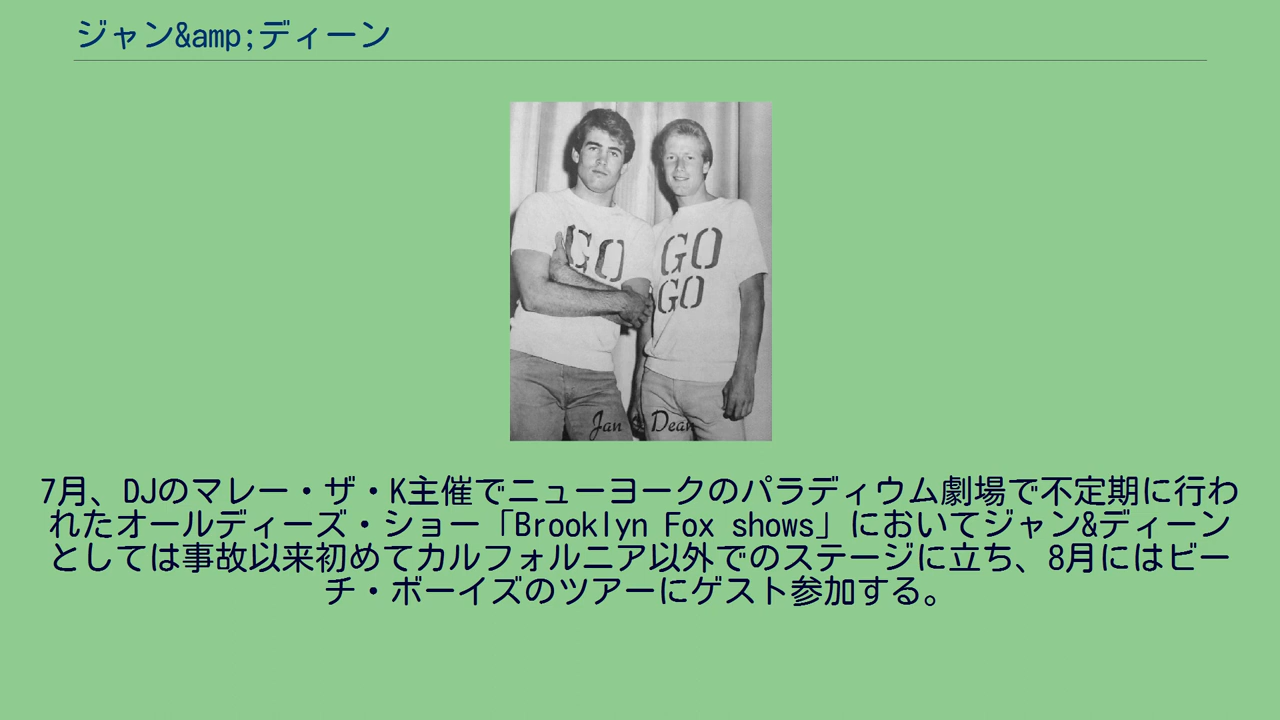 ジャン&amp;ディーン
GO
GO
GO
Jan & Dean
7月、DJのマレー・ザ・K主催でニューヨークのパラディウム劇場で不定期に行わ
れたオールディーズ・ショー「Brooklyn Fox shows」においてジャン&ディーン
としては事故以来初めてカルフォルニア以外でのステージに立ち、8月にはビー
チ・ボーイズのツアーにゲスト参加する。